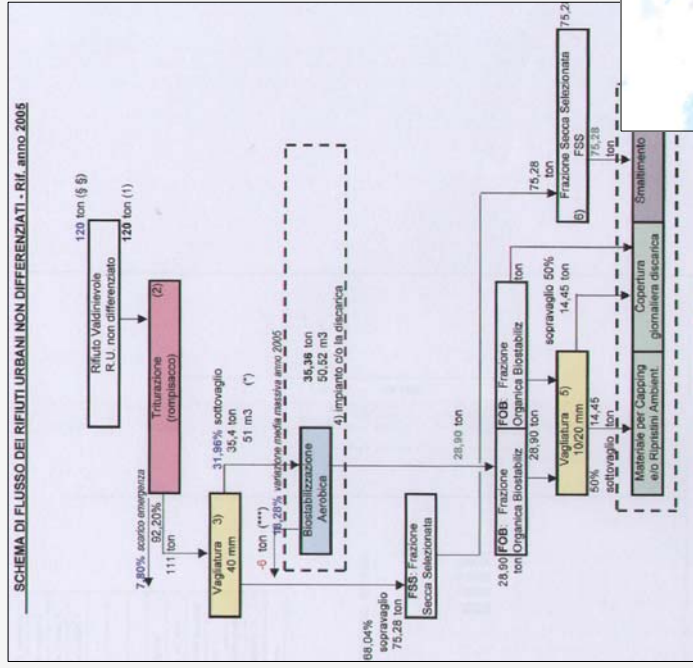 SCHEMA DI FLUSSO DEI RIFIUTI URBANI NON DIFFERENZIATI - Rif. anno 2005
120 ton (§ §)
Rifiuto Valdinievole
R.U. non differenziato
120 ton (1)
Triturazione (2)
(rompisacco)
7,80% scarico emergenza
92,20%
111 ton
Vagliatura 3)
40 mm
31,96% sottovaglio
35,4 ton
51 m3 (*)
-6 ton (***)
18,28% variazione media massiva anno 2005
Biostabilizzazione
Aerobica
35,36 ton
50.52 m3
4) impianto c/o la discarica
68,04%
sopravaglio
75,28 ton
FSS: Frazione
Secca Selezionata
28,90 ton
75,28
ton
FOB: Frazione
Organica Biostabiliz
FOB: Frazione
Organica Biostabiliz
28,90
ton
28,90 ton
ton
Vagliatura 5)
10/20 mm
sopravaglio 50%
14,45 ton
50%
sottovaglio
14,45
ton
Frazione Secca Selezionata
6) FSS
75,28
ton
Materiale per Capping
e/o Ripristini Ambient.
Copertura
giornaliera discarica
Smaltimento